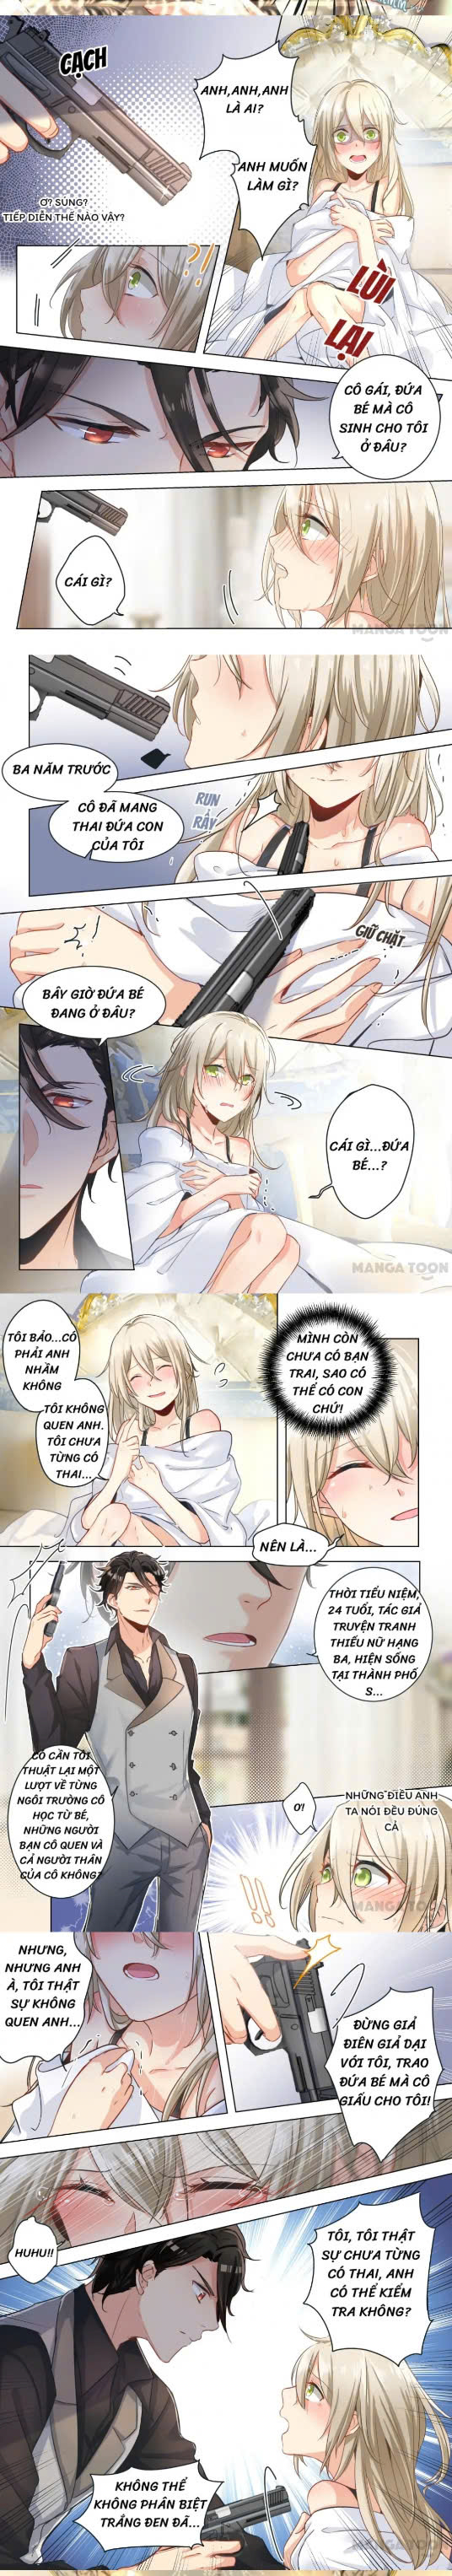 CẠCH
ANH,ANH,ANH
LÀ AI?
ANH MUỐN
LÀM GÌ?
Ơ? SÚNG?
TIẾP DIỄN THẾ NÀO VẬY?
LÙI
LẠI
CÔ GÁI, ĐỨA
BÉ MÀ CÔ
SINH CHO TÔI
Ở ĐÂU?
CÁI GÌ?
MANGA TOON
BA NĂM TRƯỚC
CÔ ĐÃ MANG
THAI ĐỨA CON
CỦA TÔI
RUN
RẨY
GIỮ CHẶT
BÂY GIỜ ĐỨA BÉ
ĐANG Ở ĐÂU?
CÁI GÌ...ĐỨA
BÉ...?
MANGA TOON
TÔI BẢO...CÓ
PHẢI ANH
NHẦM
KHÔNG
TÔI KHÔNG
QUEN ANH.
TÔI CHƯA
TỪNG CÓ
THAI...
MÌNH CÒN
CHƯA CÓ BẠN
TRAI, SAO CÓ
THỂ CÓ CON
CHỨ!
NÊN LÀ...
THỜI TIỂU NIỆM,
24 TUỔI, TÁC GIẢ
TRUYỆN TRANH
THIẾU NỮ HẠNG
BA, HIỆN SỐNG
TẠI THÀNH PHỐ
S...
CÓ CẦN TÔI
THUẬT LẠI MỘT
LƯỢT VỀ TỪNG
NGÔI TRƯỜNG CÔ
HỌC TỪ BÉ,
NHỮNG NGƯỜI
BẠN CÔ QUEN VÀ
CẢ NGƯỜI THÂN
CỦA CÔ KHÔNG?
Ơ!
NHỮNG ĐIỀU ANH
TA NÓI ĐỀU ĐÚNG
CẢ
MANGA TOON
NHƯNG,
NHƯNG ANH
À, TÔI THẬT
SỰ KHÔNG
QUEN ANH...
ĐỪNG GIẢ
ĐIÊN GIẢ DẠI
VỚI TÔI, TRAO
ĐỨA BÉ MÀ CÔ
GIẤU CHO TÔI!
HUHU!!
TÔI, TÔI THẬT
SỰ CHƯA TỪNG
CÓ THAI, ANH
CÓ THỂ KIỂM
TRA KHÔNG?
KHÔNG THỂ
KHÔNG PHÂN BIỆT
TRẮNG ĐEN ĐÃ...
MANGA TOON